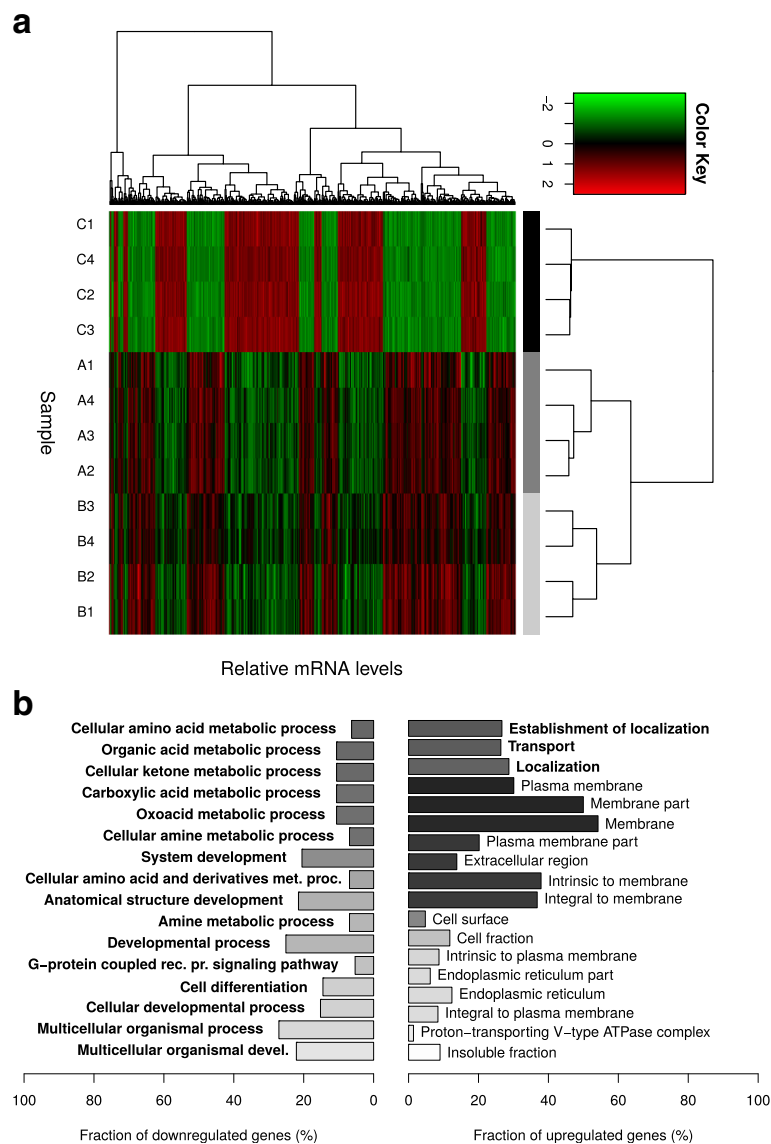 a
-2
0
1
2
Color Key
C1
C4
C2
C3
A1
A4
A3
A2
B3
B4
B2
B1
Sample
Relative mRNA levels
b
Cellular amino acid metabolic process
Organic acid metabolic process
Cellular ketone metabolic process
Carboxylic acid metabolic process
Oxoacid metabolic process
Cellular amine metabolic process
System development
Cellular amino acid and derivatives met. proc.
Anatomical structure development
Amine metabolic process
Developmental process
G−protein coupled rec. pr. signaling pathway
Cell differentiation
Cellular developmental process
Multicellular organismal process
Multicellular organismal devel.
100 80 60 40 20 0
Fraction of downregulated genes (%)
Establishment of localization
Transport
Localization
Plasma membrane
Membrane part
Membrane
Plasma membrane part
Extracellular region
Intrinsic to membrane
Integral to membrane
Cell surface
Cell fraction
Intrinsic to plasma membrane
Endoplasmic reticulum part
Endoplasmic reticulum
Integral to plasma membrane
Proton−transporting V−type ATPase complex
Insoluble fraction
0 20 40 60 80 100
Fraction of upregulated genes (%)